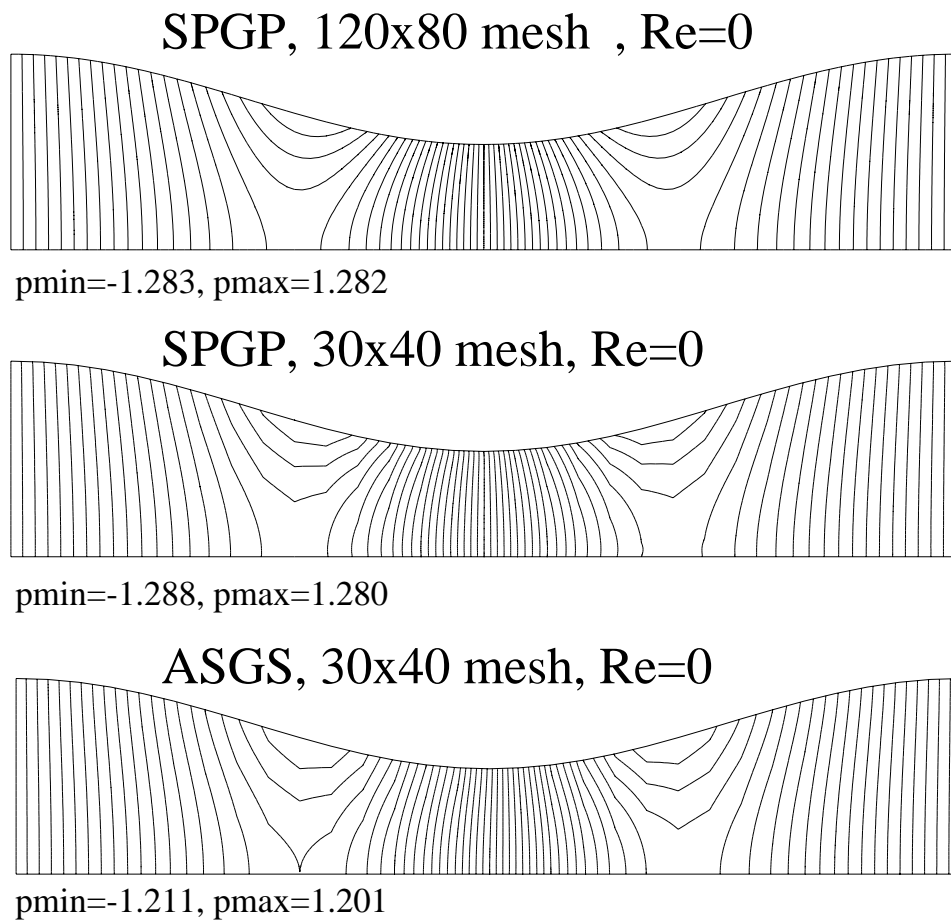 SPGP, 120x80 mesh , Re=0
pmin=-1.283, pmax=1.282
SPGP, 30x40 mesh, Re=0
pmin=-1.288, pmax=1.280
ASGS, 30x40 mesh, Re=0
pmin=-1.211, pmax=1.201